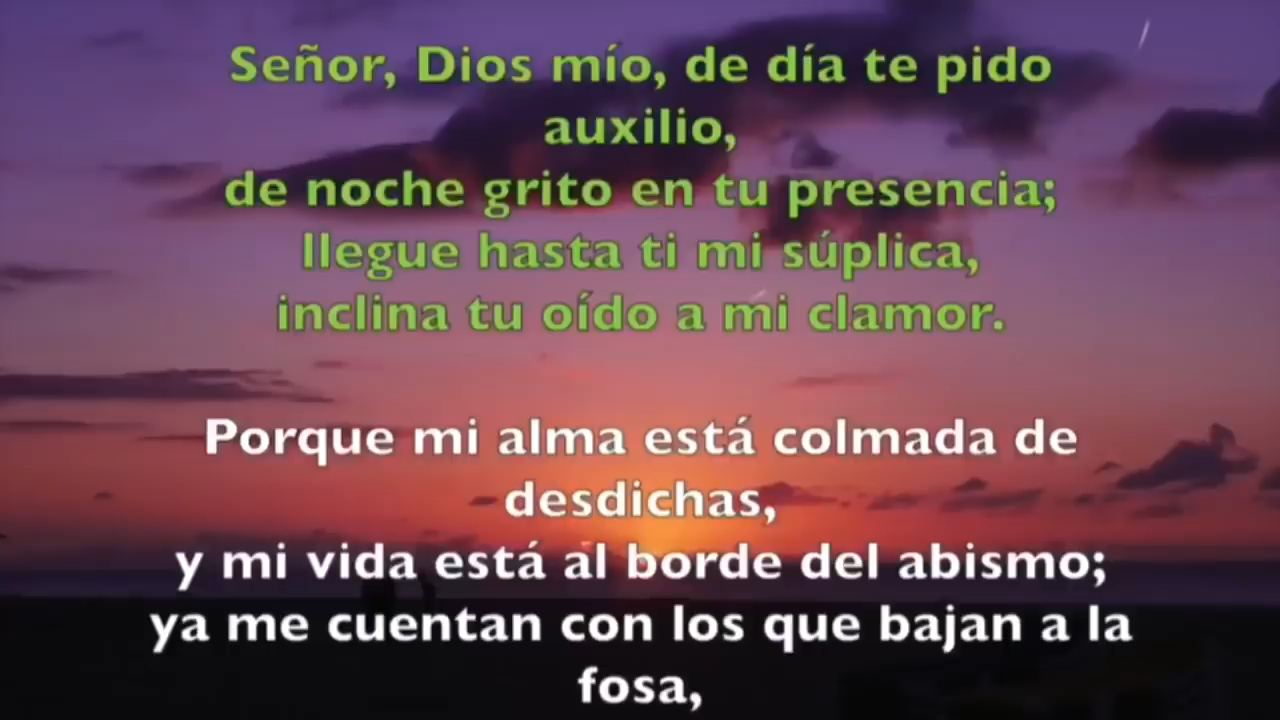 Señor, Dios mío, de día te pido
auxilio,
de noche grito en tu presencia;
llegue hasta ti mi súplica,
inclina tu oído a mi clamor.
Porque mi alma está colmada de
desdichas,
y mi vida está al borde del abismo;
ya me cuentan con los que bajan a la
fosa,